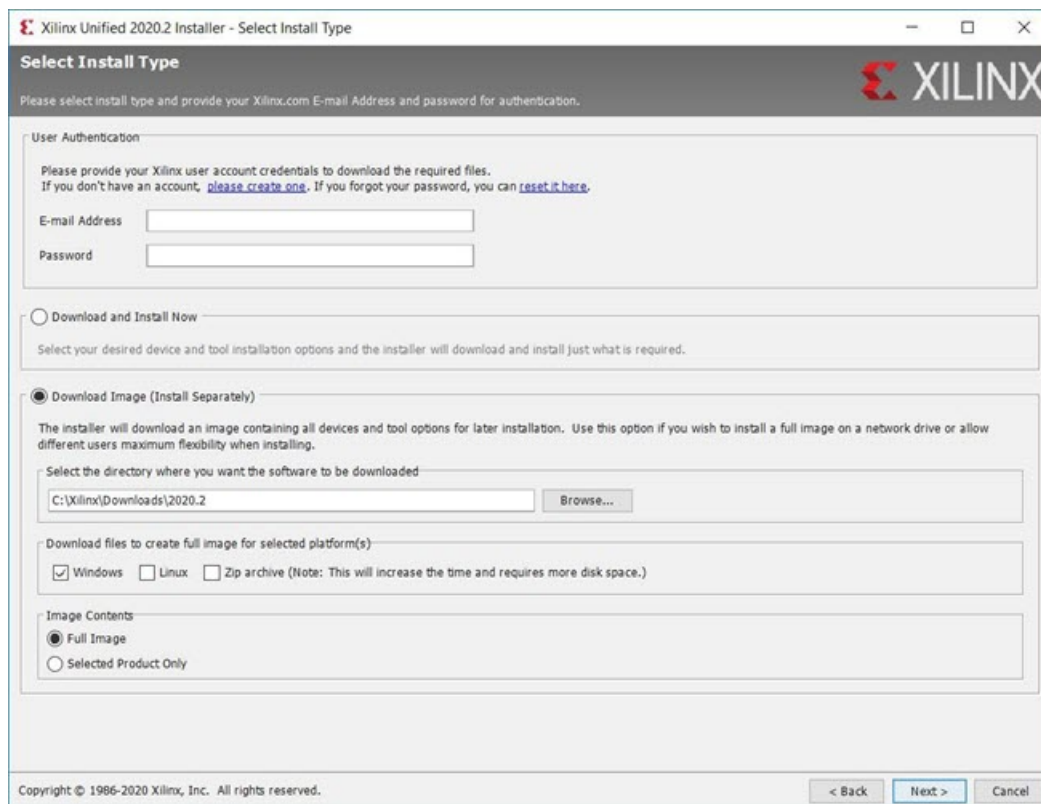 Xilinx Unified 2020.2 Installer - Select Install Type
Select Install Type
XILINX
Please select install type and provide your Xilinx.com E-mail Address and password for authentication.
User Authentication
Please provide your Xilinx user account credentials to download the required files.
If you don't have an account, please create one. If you forgot your password, you can reset it here.
E-mail Address
Password
Download and Install Now
Select your desired device and tool installation options and the installer will download and install just what is required.
Download Image (Install Separately)
The installer will download an image containing all devices and tool options for later installation. Use this option if you wish to install a full image on a network drive or allow
different users maximum flexibility when installing.
Select the directory where you want the software to be downloaded
C:\Xilinx\Downloads\2020.2
Browse...
Download files to create full image for selected platform(s)
Windows Linux Zip archive (Note: This will increase the time and requires more disk space.)
Image Contents
Full Image
Selected Product Only
Copyright © 1986-2020 Xilinx, Inc. All rights reserved.
< Back Next > Cancel